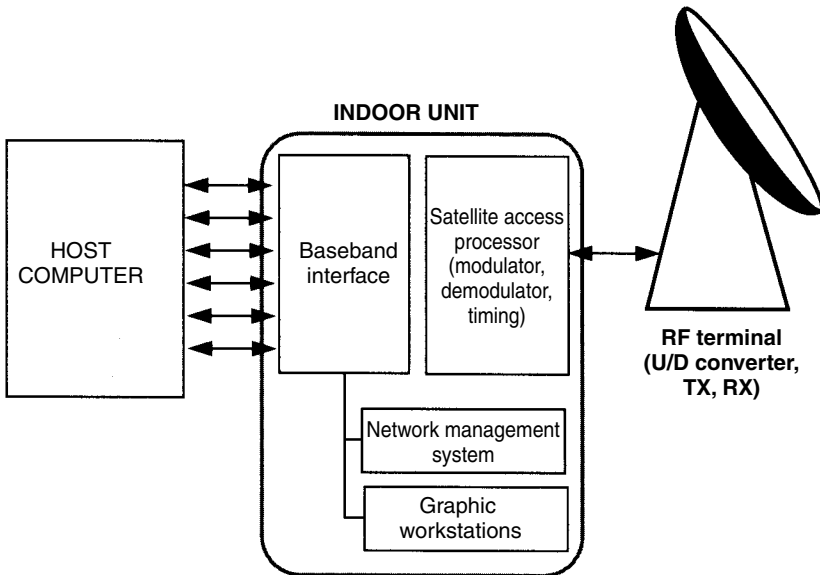 INDOOR UNIT
HOST
COMPUTER
Baseband
interface
Satellite access
processor
(modulator,
demodulator,
timing)
RF terminal
(U/D converter,
TX, RX)
Network management
system
Graphic
workstations